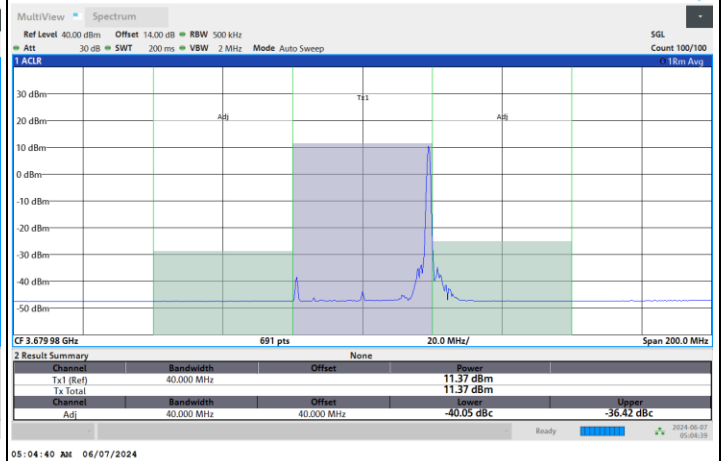 MultiView Spectrum
Ref Level 40.00 dBm Offset 14.00 dB RBW 500 kHz SGL
Att 30 dB SWT 200 ms VBW 2 MHz Mode Auto Sweep Count 100/100
1 ACLR 1Rm Avg
30 dBm
Tx1
20 dBm Adj Adj
10 dBm
0 dBm
-10 dBm
-20 dBm
-30 dBm
-40 dBm
-50 dBm
CF 3.679 98 GHz 691 pts 20.0 MHz/ Span 200.0 MHz
2 Result Summary None
Channel Bandwidth Offset Power
Tx1 (Ref) 40.000 MHz 11.37 dBm
Tx Total 11.37 dBm
Channel Bandwidth Offset Lower Upper
Adj 40.000 MHz 40.000 MHz -40.05 dBc -36.42 dBc
Ready 2024-06-07
05:04:39
05:04:40 AM 06/07/2024